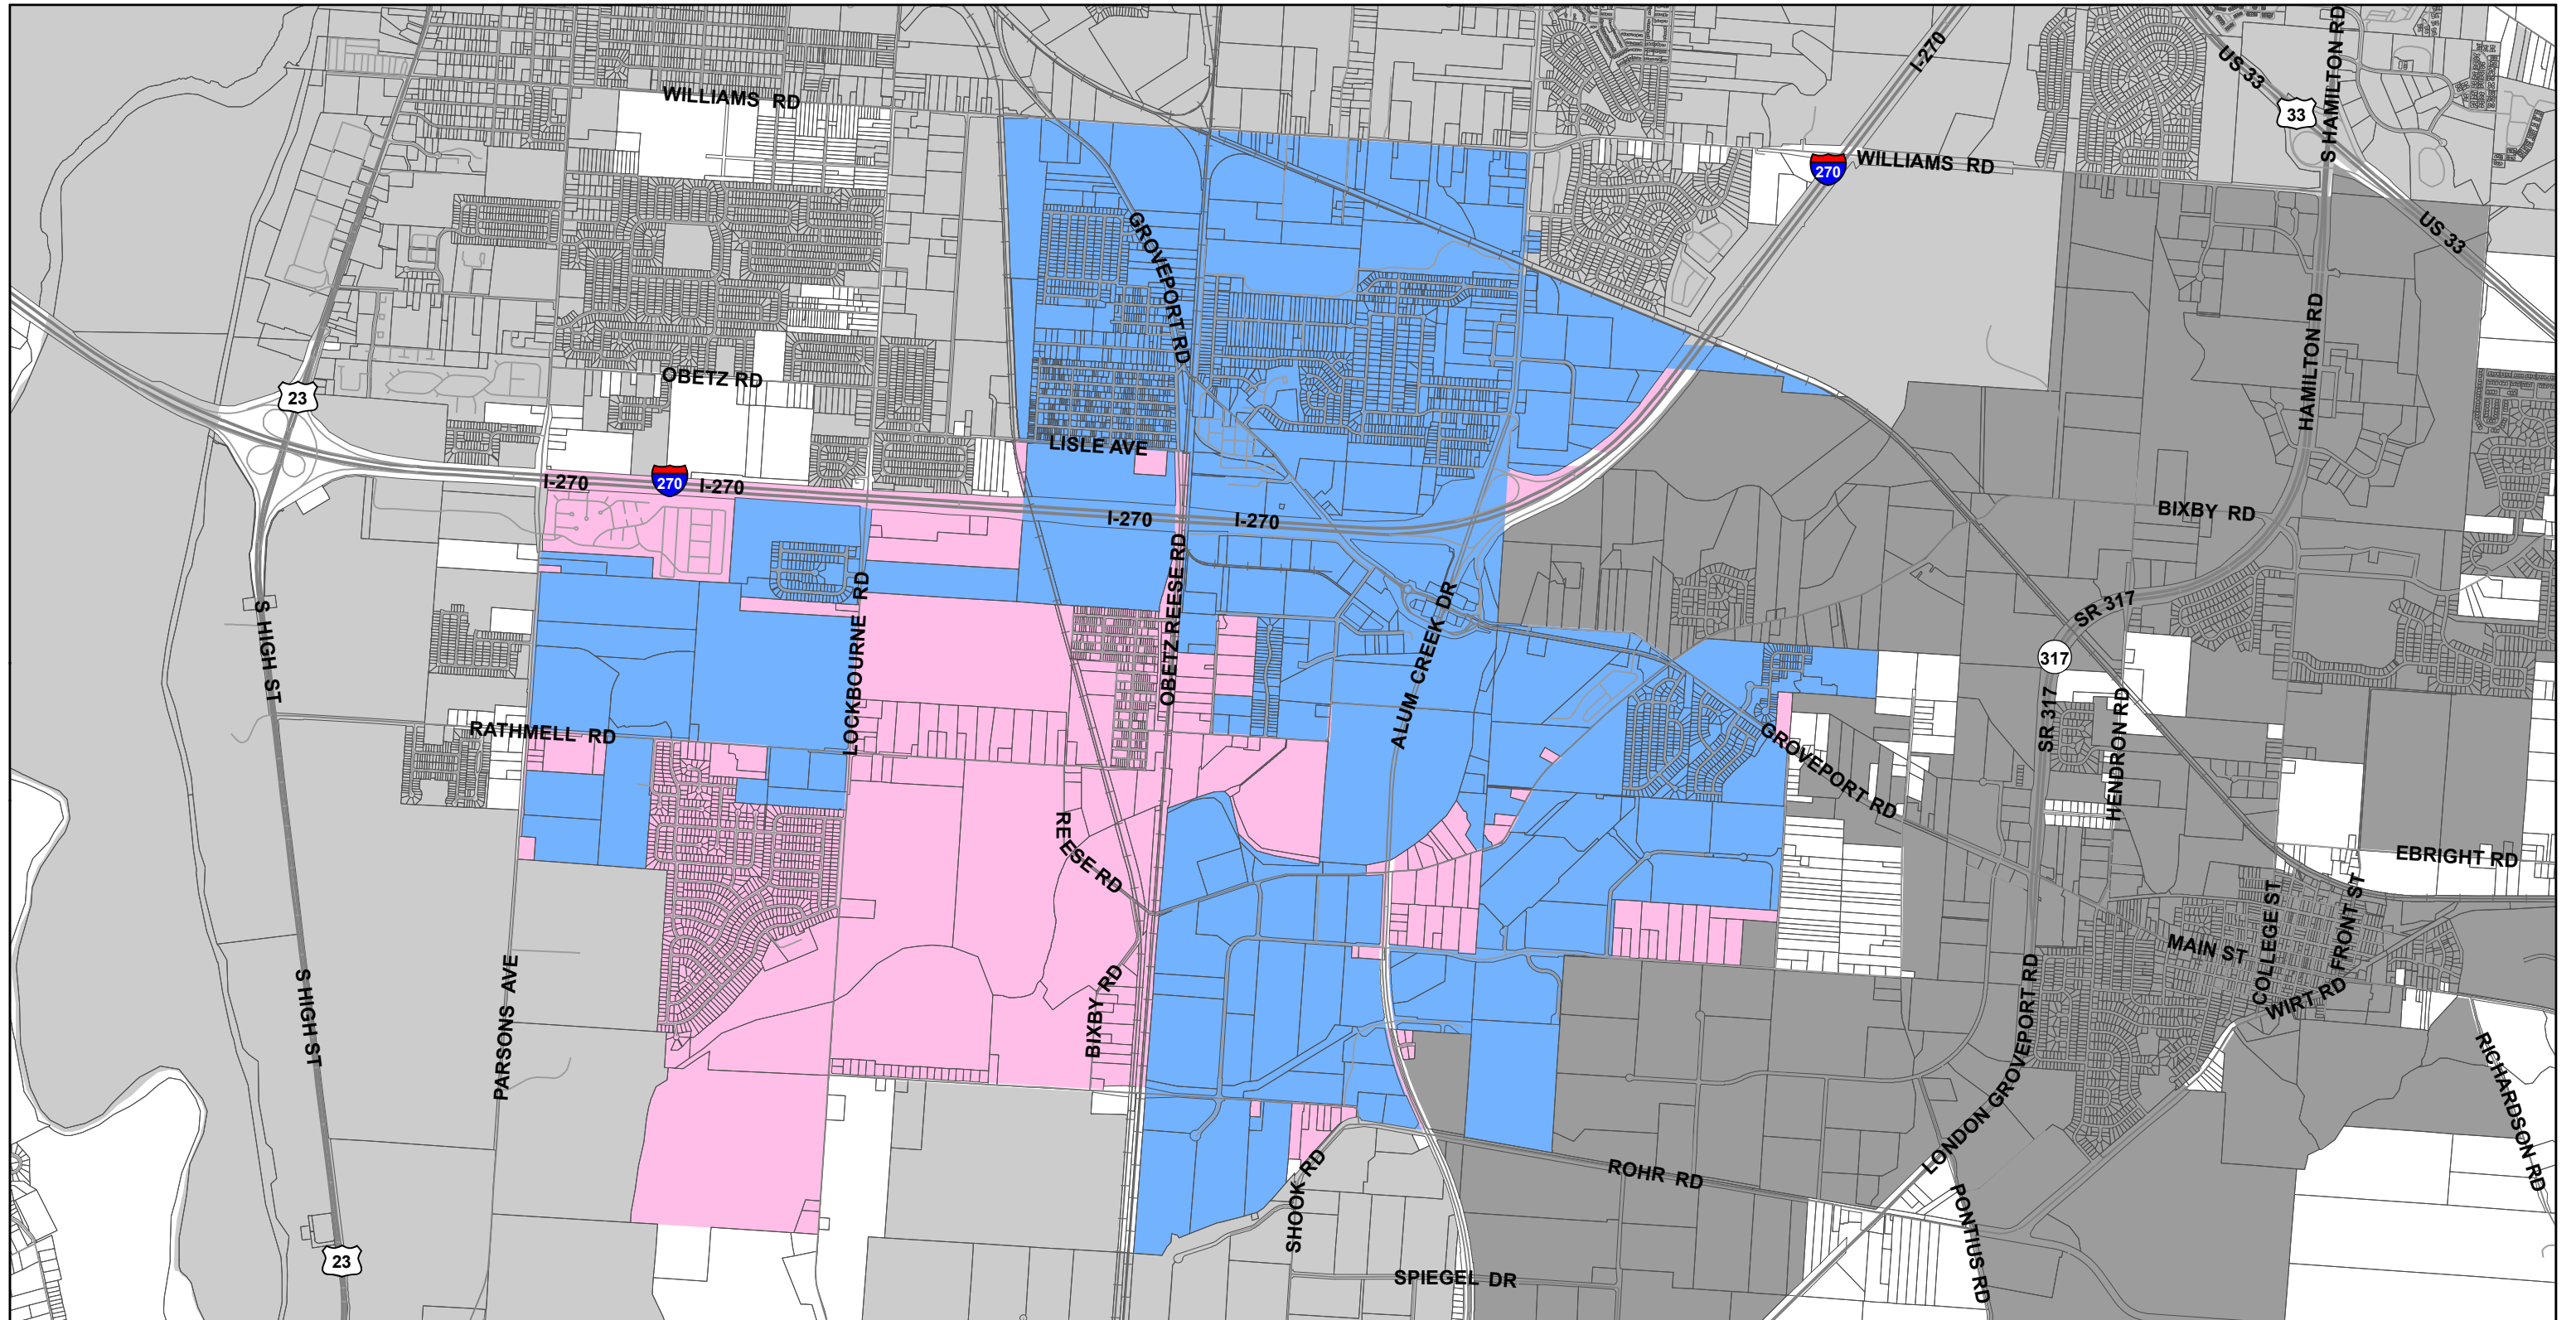 S HAMILTON RD
I-270
US 33
33
WILLIAMS RD
WILLIAMS RD
270
US 33
GROVEPORT RD
HAMILTON RD
OBETZ RD
23
LISLE AVE
I-270
270
I-270
I-270
I-270
BIXBY RD
S HIGH ST
LOCKBOURNE RD
OBETZ REESE RD
ALUM CREEK DR
SR 317
317
SR 317
HENDRON RD
RATHMELL RD
GROVEPORT RD
REESE RD
EBRIGHT RD
COLLEGE ST
FRONT ST
MAIN ST
WIRT RD
S HIGH ST
PARSONS AVE
BIXBY RD
LONDON GROVEPORT RD
RICHARDSON RD
ROHR RD
SHOOK RD
PONTIUS RD
23
SPIEGEL DR